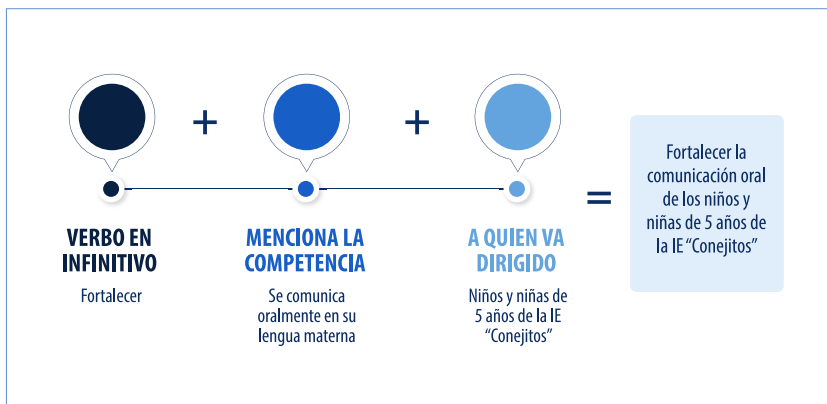 +
+
=
VERBO EN
INFINITIVO
Fortalecer
MENCIONA LA
COMPETENCIA
Se comunica
oralmente en su
lengua materna
A QUIEN VA
DIRIGIDO
Niños y niñas de
5 años de la IE
“Conejitos”
Fortalecer la
comunicación oral
de los niños y
niñas de 5 años de
la IE “Conejitos”